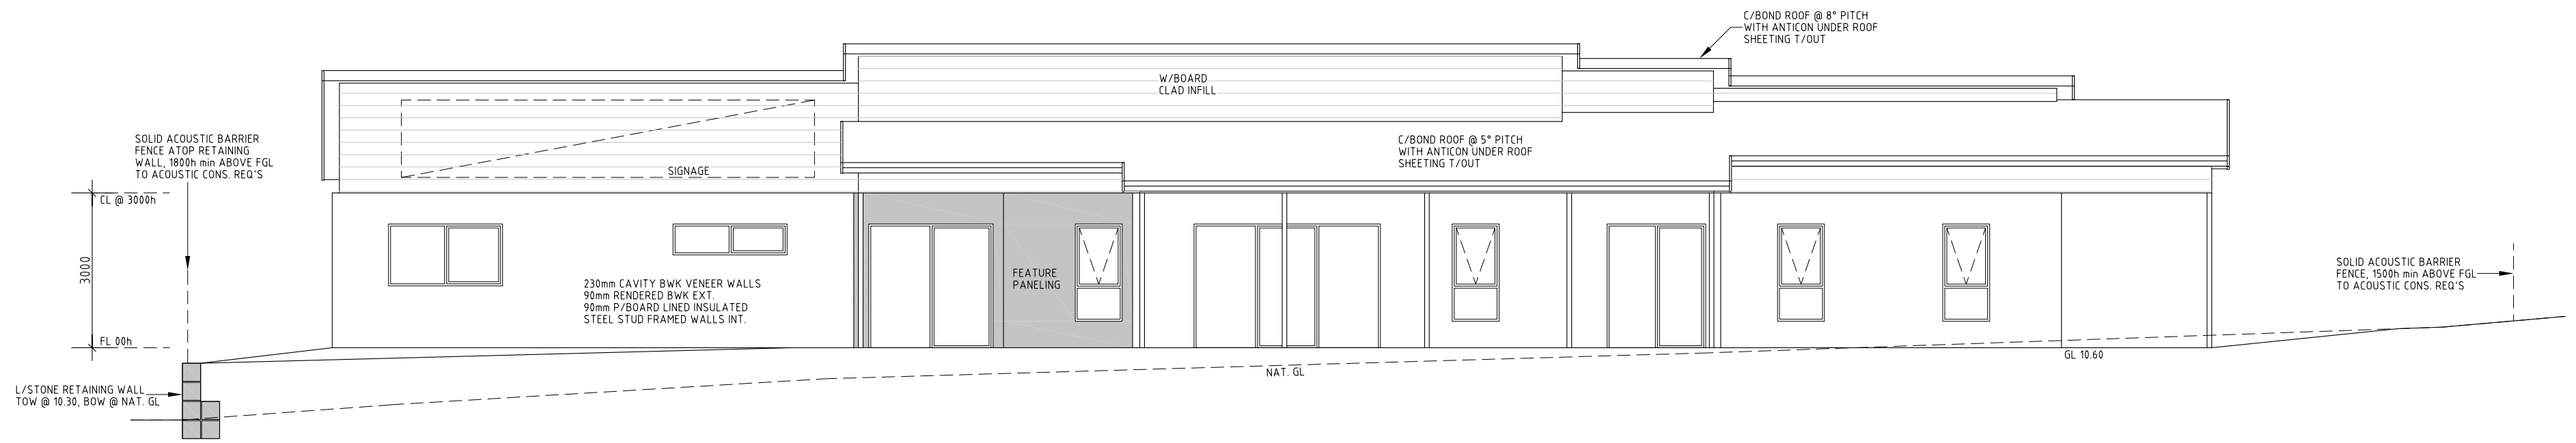 C/BOND ROOF @ 8° PITCH
WITH ANTICON UNDER ROOF
SHEETING T/OUT
W/BOARD
CLAD INFILL
SOLID ACOUSTIC BARRIER
FENCE ATOP RETAINING
WALL, 1800h min ABOVE FGL
TO ACOUSTIC CONS. REQ'S
C/BOND ROOF @ 5° PITCH
WITH ANTICON UNDER ROOF
SHEETING T/OUT
SIGNAGE
CL @ 3000h
3000
FL 00h
230mm CAVITY BWK VENEER WALLS
90mm RENDERED BWK EXT.
90mm P/BOARD LINED INSULATED
STEEL STUD FRAMED WALLS INT.
FEATURE
PANELING
SOLID ACOUSTIC BARRIER
FENCE, 1500h min ABOVE FGL
TO ACOUSTIC CONS. REQ'S
GL 10.60
NAT. GL
L/STONE RETAINING WALL
TOW @ 10.30, BOW @ NAT. GL